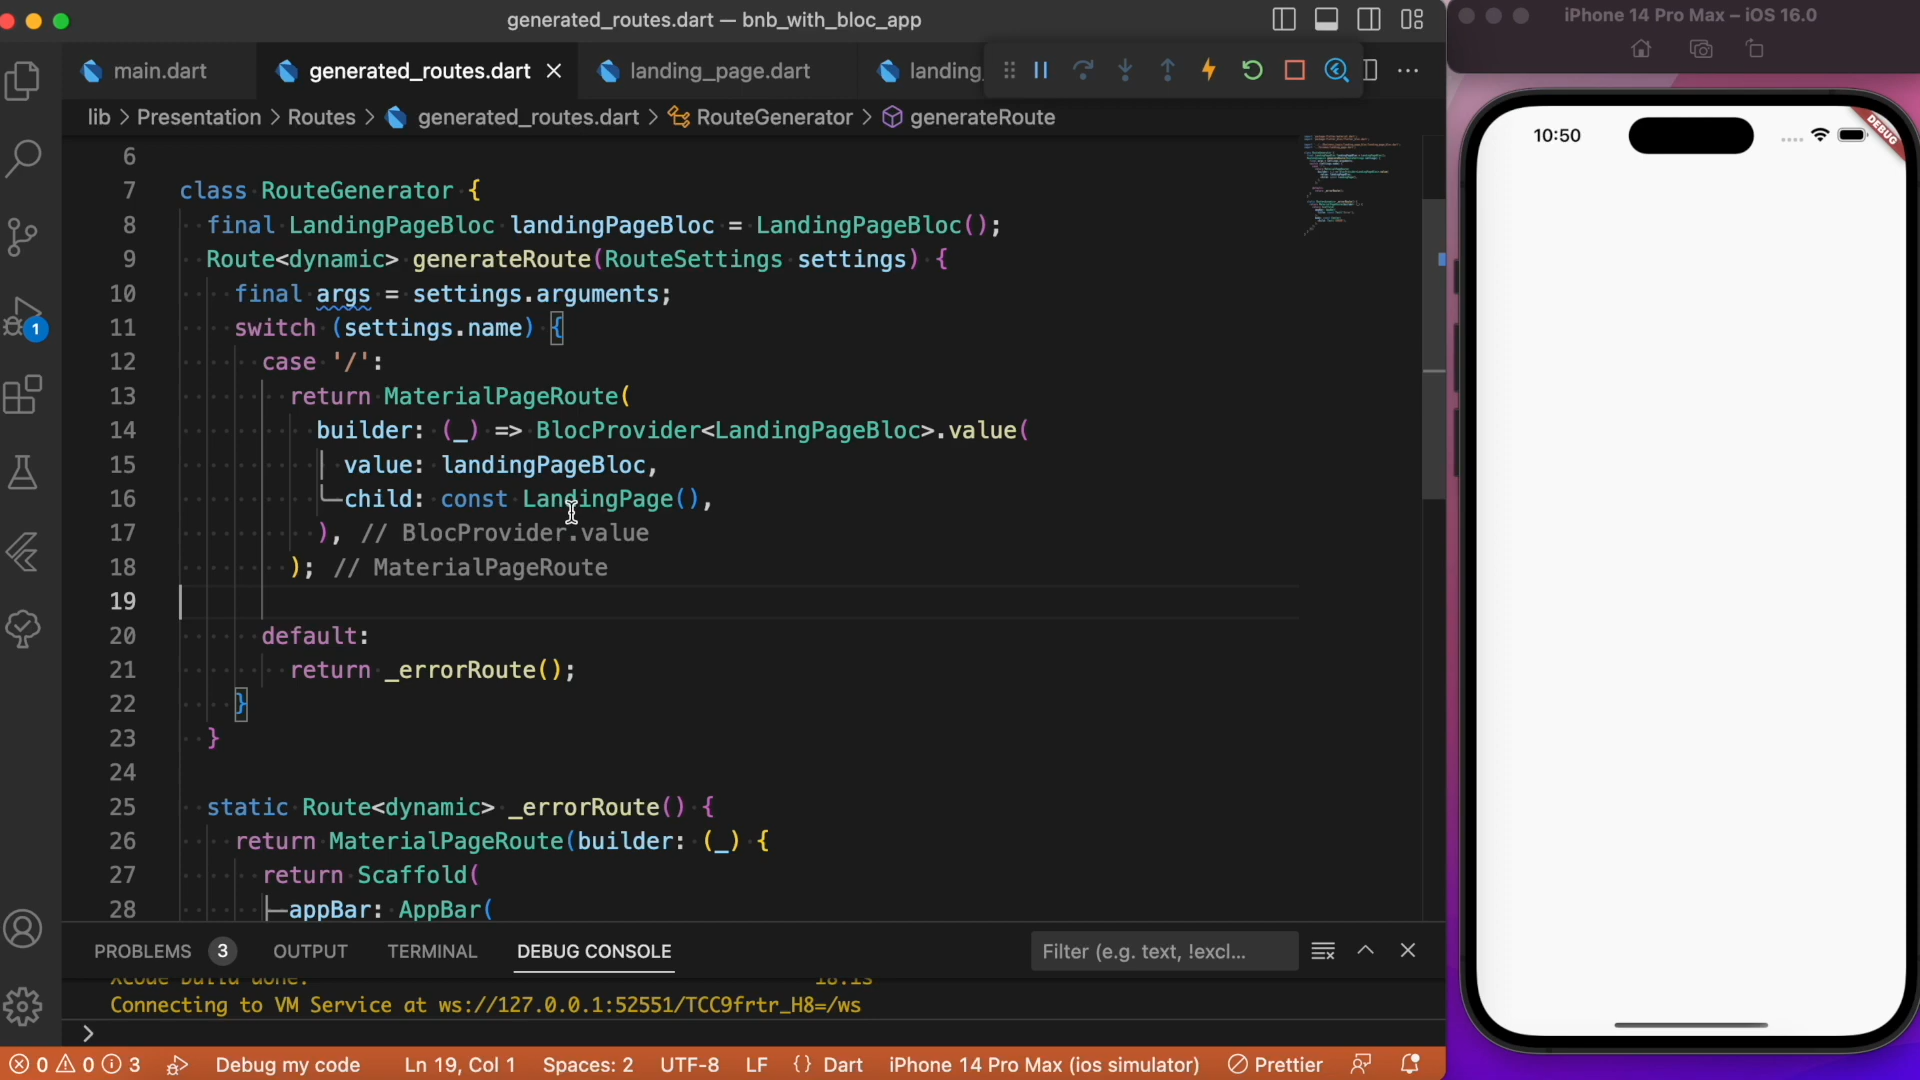 generated_routes.dart — bnb_with_bloc_app
main.dart
generated_routes.dart
landing_page.dart
landing
lib > Presentation > Routes > generated_routes.dart > RouteGenerator > generateRoute
6
7 class RouteGenerator {
8 final LandingPageBloc landingPageBloc = LandingPageBloc();
9 Route<dynamic> generateRoute(RouteSettings settings) {
10 final args = settings.arguments;
11 switch (settings.name) {
12 case '/':
13 return MaterialPageRoute(
14 builder: (_) => BlocProvider<LandingPageBloc>.value(
15 value: landingPageBloc,
16 child: const LandingPage(),
17 ), // BlocProvider.value
18 ); // MaterialPageRoute
19
20 default:
21 return _errorRoute();
22 }
23 }
24
25 static Route<dynamic> _errorRoute() {
26 return MaterialPageRoute(builder: (_) {
27 return Scaffold(
28 appBar: AppBar(
1
PROBLEMS 3 OUTPUT TERMINAL DEBUG CONSOLE
Filter (e.g. text, !excl...
Xcode build done. 18.1s
Connecting to VM Service at ws://127.0.0.1:52551/TCC9frtr_H8=/ws
>
0 0 3 Debug my code Ln 19, Col 1 Spaces: 2 UTF-8 LF {} Dart iPhone 14 Pro Max (ios simulator) Prettier
iPhone 14 Pro Max – iOS 16.0
10:50
DEBUG